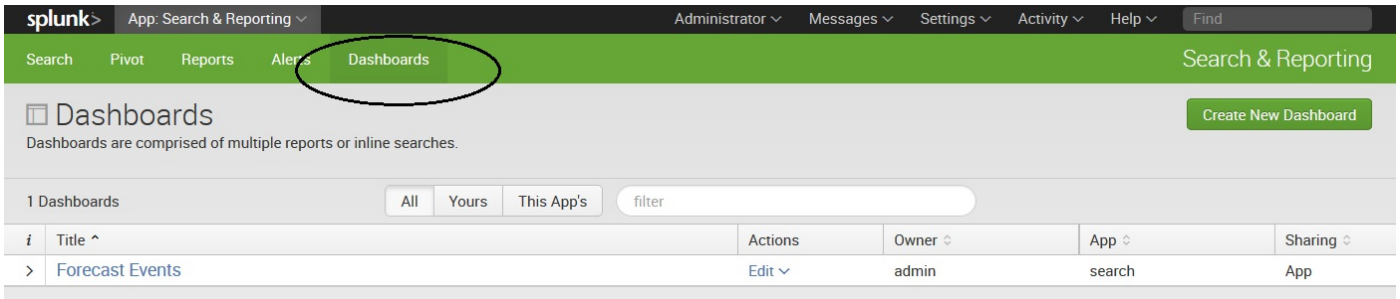 splunk> App: Search & Reporting Administrator Messages Settings Activity Help Find
Search Pivot Reports Alerts Dashboards Search & Reporting
Dashboards Create New Dashboard
Dashboards are comprised of multiple reports or inline searches.
1 Dashboards All Yours This App's filter
i Title Actions Owner App Sharing
> Forecast Events Edit admin search App